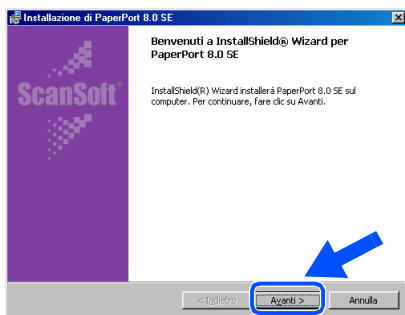 Installazione di PaperPort 8.0 SE
Benvenuti a InstallShield® Wizard per
PaperPort 8.0 SE
ScanSoft®
InstallShield(R) Wizard installerà PaperPort 8.0 SE sul
computer. Per continuare, fare clic su Avanti.
< Indietro Avanti > Annulla